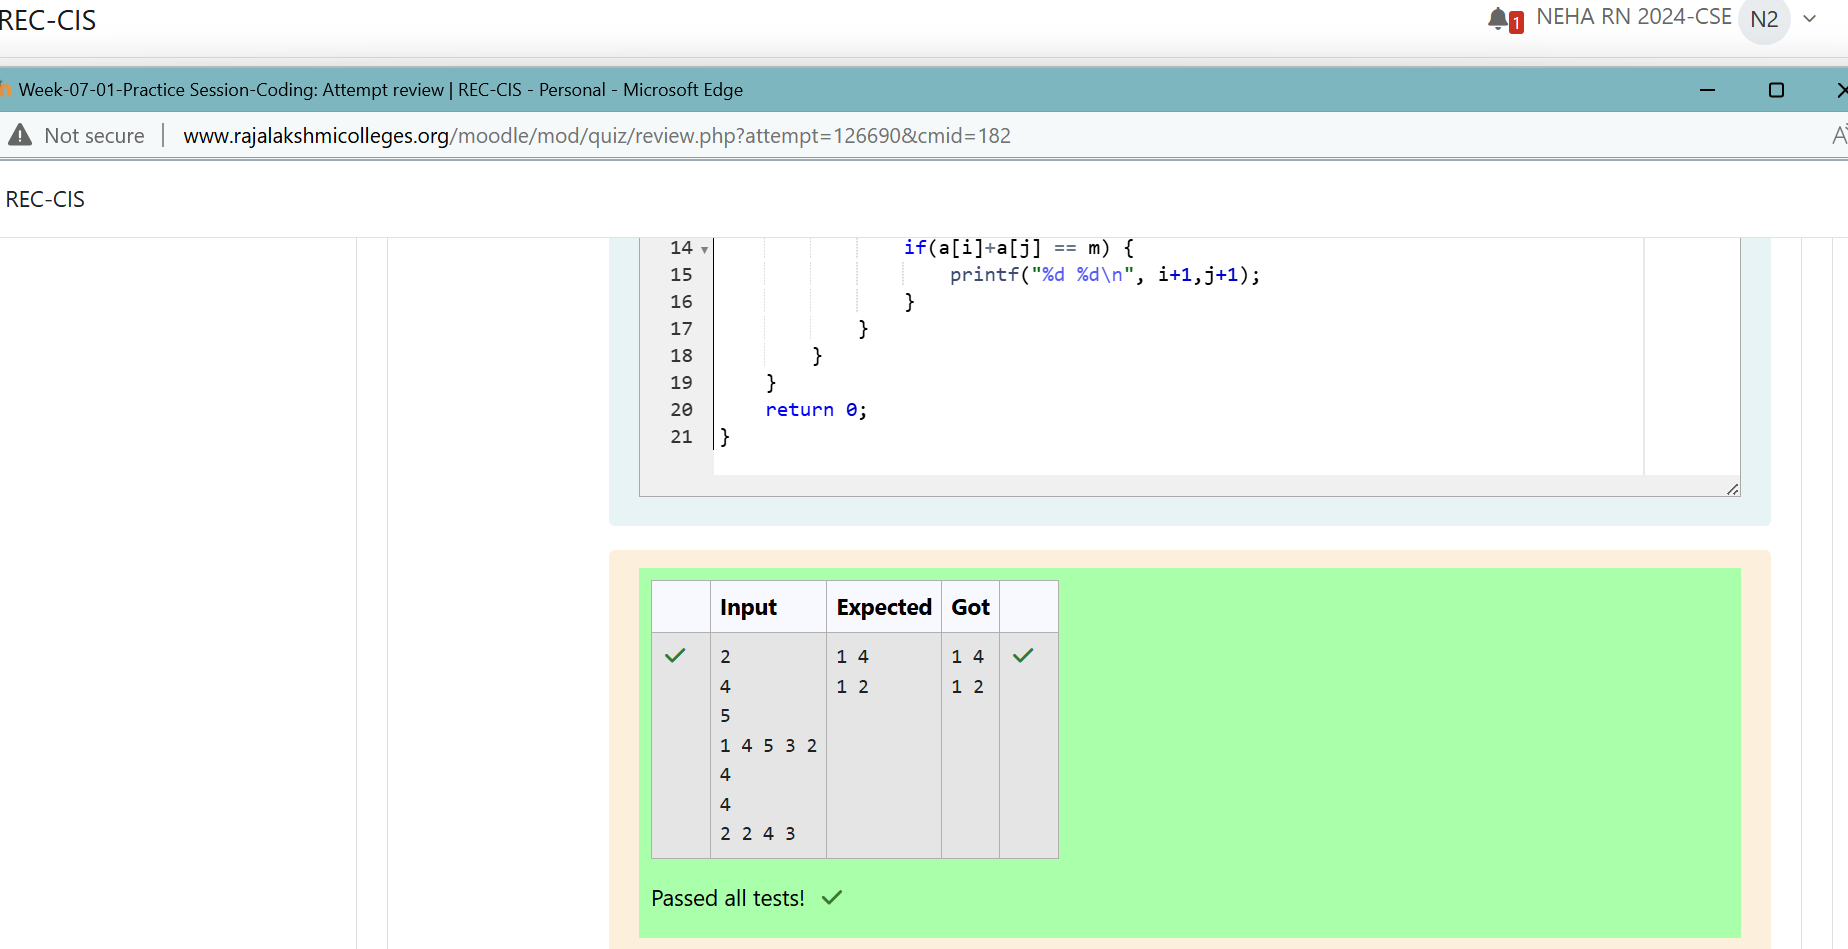 REC-CIS
1 NEHA RN 2024-CSE N2
Week-07-01-Practice Session-Coding: Attempt review | REC-CIS - Personal - Microsoft Edge
Not secure www.rajalakshmicolleges.org/moodle/mod/quiz/review.php?attempt=126690&cmid=182 A
REC-CIS
14 if(a[i]+a[j] == m) {
15 printf("%d %d\n", i+1,j+1);
16 }
17 }
18 }
19 }
20 return 0;
21 }
Input Expected Got
2 1 4 1 4
4 1 2 1 2
5
1 4 5 3 2
4
4
2 2 4 3
Passed all tests!